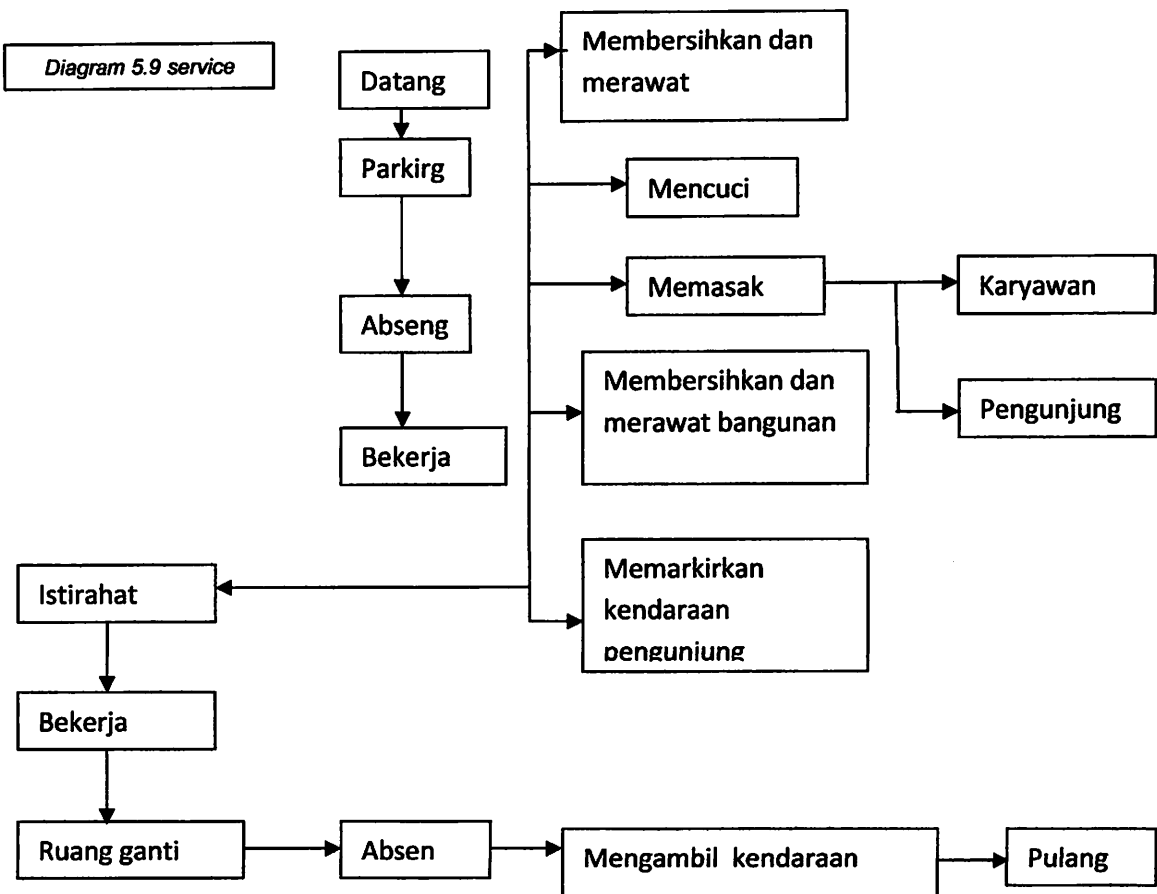 Diagram 5.9 service
Datang
Parkirg
Abseng
Bekerja
Membersihkan dan
merawat
Mencuci
Memasak
Karyawan
Pengunjung
Membersihkan dan
merawat bangunan
Memarkirkan
kendaraan
pengunjung
Istirahat
Bekerja
Ruang ganti
Absen
Mengambil kendaraan
Pulang